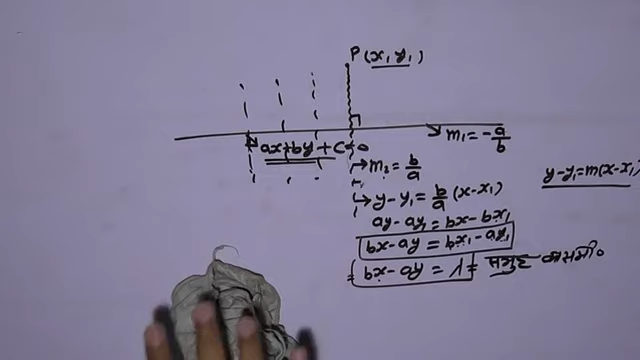 P (x₁ y₁)
m₁ = -a/b
ax+by+C=0
m₂ = b/a
y-y₁=m(x-x₁)
y-y₁ = b/a (x-x₁)
ay-ay₁ = bx-bx₁
bx-ay = bx₁-ay₁
bx-ay = λ = समूह